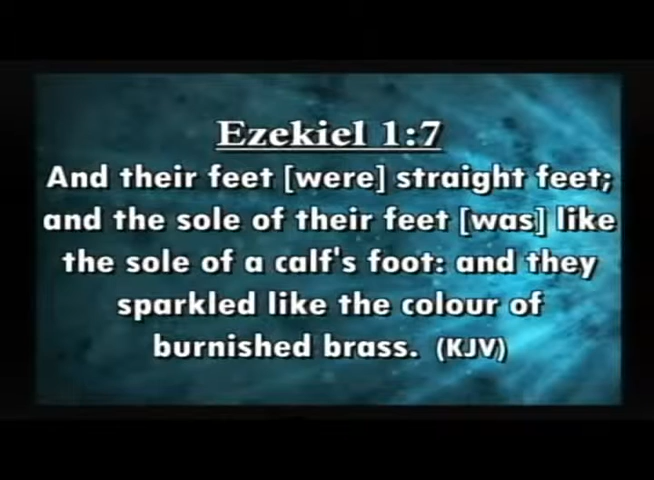 Ezekiel 1:7
And their feet [were] straight feet;
and the sole of their feet [was] like
the sole of a calf's foot: and they
sparkled like the colour of
burnished brass. (KJV)